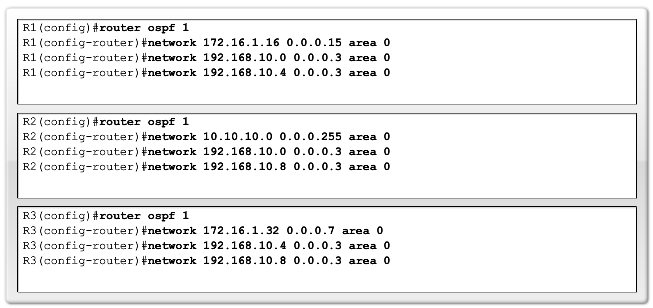 R1(config)#router ospf 1
R1(config-router)#network 172.16.1.16 0.0.0.15 area 0
R1(config-router)#network 192.168.10.0 0.0.0.3 area 0
R1(config-router)#network 192.168.10.4 0.0.0.3 area 0
R2(config)#router ospf 1
R2(config-router)#network 10.10.10.0 0.0.0.255 area 0
R2(config-router)#network 192.168.10.0 0.0.0.3 area 0
R2(config-router)#network 192.168.10.8 0.0.0.3 area 0
R3(config)#router ospf 1
R3(config-router)#network 172.16.1.32 0.0.0.7 area 0
R3(config-router)#network 192.168.10.4 0.0.0.3 area 0
R3(config-router)#network 192.168.10.8 0.0.0.3 area 0